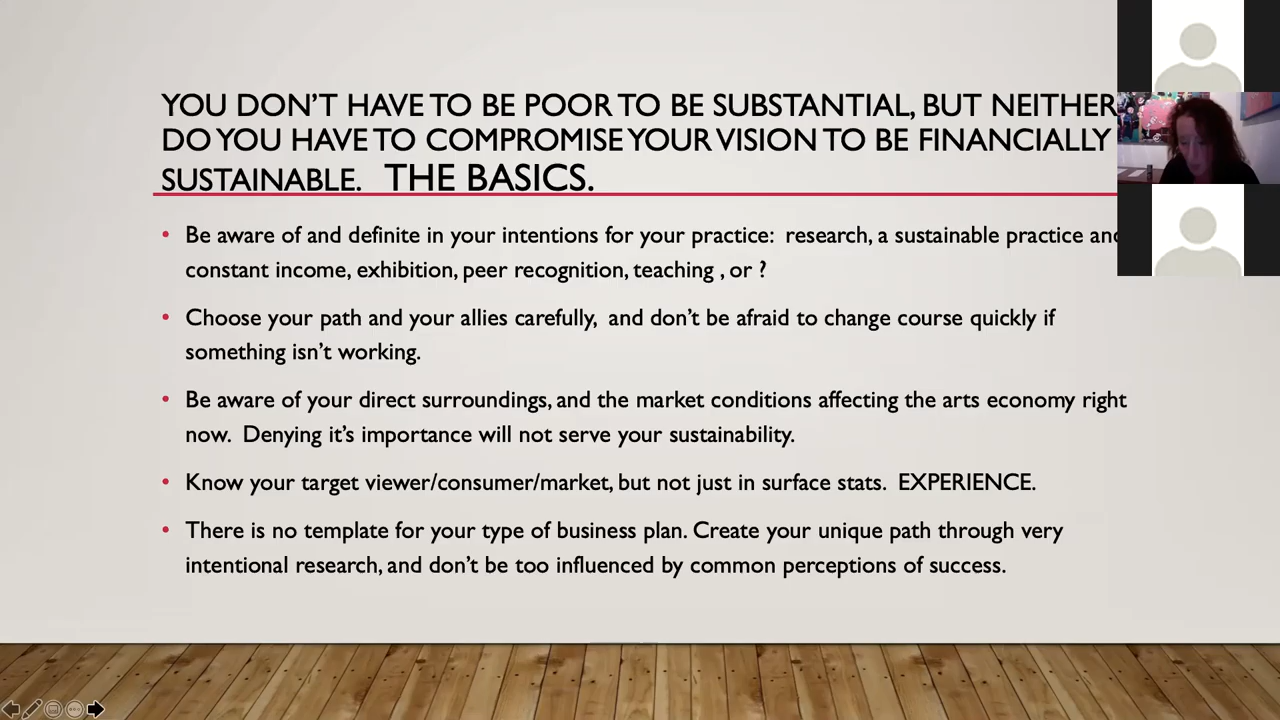 YOU DON'T HAVE TO BE POOR TO BE SUBSTANTIAL, BUT NEITHER
DO YOU HAVE TO COMPROMISE YOUR VISION TO BE FINANCIALLY
SUSTAINABLE. THE BASICS.
• Be aware of and definite in your intentions for your practice: research, a sustainable practice and
constant income, exhibition, peer recognition, teaching , or ?
• Choose your path and your allies carefully, and don't be afraid to change course quickly if
something isn't working.
• Be aware of your direct surroundings, and the market conditions affecting the arts economy right
now. Denying it's importance will not serve your sustainability.
• Know your target viewer/consumer/market, but not just in surface stats. EXPERIENCE.
• There is no template for your type of business plan. Create your unique path through very
intentional research, and don't be too influenced by common perceptions of success.